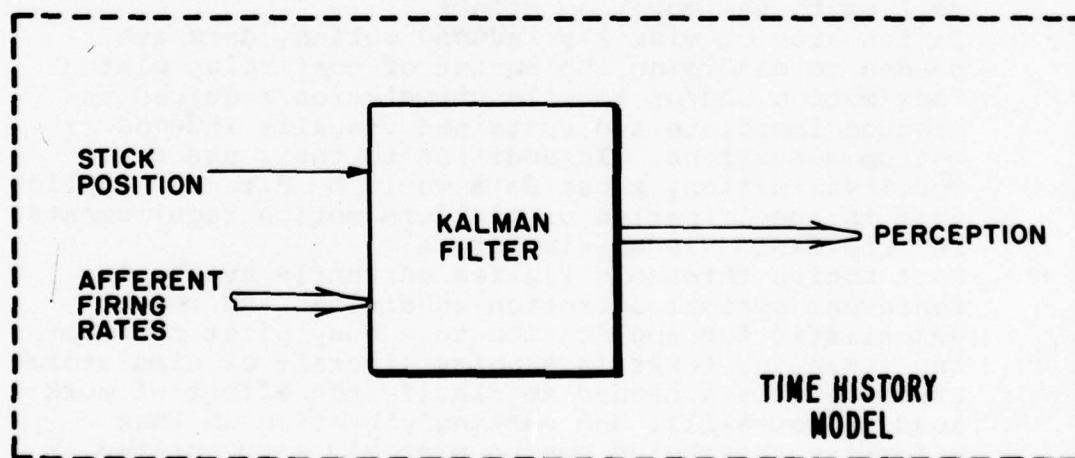 STICK
POSITION
KALMAN
FILTER
PERCEPTION
AFFERENT
FIRING
RATES
TIME HISTORY
MODEL